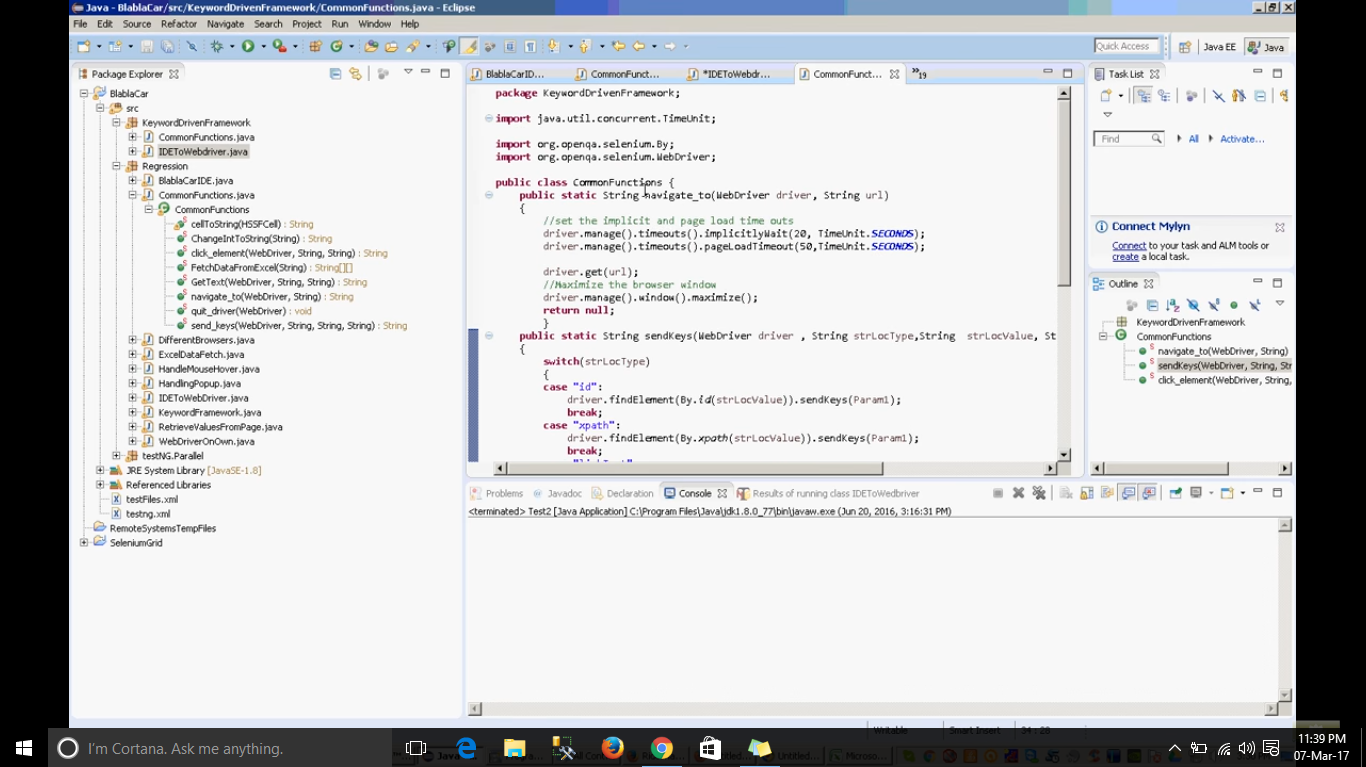 Java - BlablaCar/src/KeywordDrivenFramework/CommonFunctions.java - Eclipse
File Edit Source Refactor Navigate Search Project Run Window Help
Quick Access Java EE Java
Package Explorer
BlablaCar
src
KeywordDrivenFramework
CommonFunctions.java
IDEToWebdriver.java
Regression
BlablaCarIDE.java
CommonFunctions.java
CommonFunctions
cellToString(HSSFCell) : String
ChangeIntToString(String) : String
click_element(WebDriver, String, String) : String
FetchDataFromExcel(String) : String[][]
GetText(WebDriver, String, String) : String
navigate_to(WebDriver, String) : String
quit_driver(WebDriver) : void
send_keys(WebDriver, String, String, String) : String
DifferentBrowsers.java
ExcelDataFetch.java
HandleMouseHover.java
HandlingPopup.java
IDEToWebDriver.java
KeywordFramework.java
RetrieveValuesFromPage.java
WebDriverOnOwn.java
testNG.Parallel
JRE System Library [JavaSE-1.8]
Referenced Libraries
testFiles.xml
testng.xml
RemoteSystemsTempFiles
SeleniumGrid
BlablaCarID... CommonFunct... *IDEToWebdr... CommonFunct... »19
package KeywordDrivenFramework;
import java.util.concurrent.TimeUnit;
import org.openqa.selenium.By;
import org.openqa.selenium.WebDriver;
public class CommonFunctions {
public static String navigate_to(WebDriver driver, String url)
{
//set the implicit and page load time outs
driver.manage().timeouts().implicitlyWait(20, TimeUnit.SECONDS);
driver.manage().timeouts().pageLoadTimeout(50,TimeUnit.SECONDS);
driver.get(url);
//Maximize the browser window
driver.manage().window().maximize();
return null;
}
public static String sendKeys(WebDriver driver , String strLocType,String strLocValue, St
{
switch(strLocType)
{
case "id":
driver.findElement(By.id(strLocValue)).sendKeys(Param1);
break;
case "xpath":
driver.findElement(By.xpath(strLocValue)).sendKeys(Param1);
break;
Task List
Find All Activate...
Connect Mylyn
Connect to your task and ALM tools or
create a local task.
Outline
KeywordDrivenFramework
CommonFunctions
navigate_to(WebDriver, String)
sendKeys(WebDriver, String, Str
click_element(WebDriver, String,
Problems Javadoc Declaration Console Results of running class IDEToWedbriver
<terminated> Test2 [Java Application] C:\Program Files\Java\jdk1.8.0_77\bin\javaw.exe (Jun 20, 2016, 3:16:31 PM)
Writable Smart Insert 34 : 28
I'm Cortana. Ask me anything.
11:39 PM
07-Mar-17